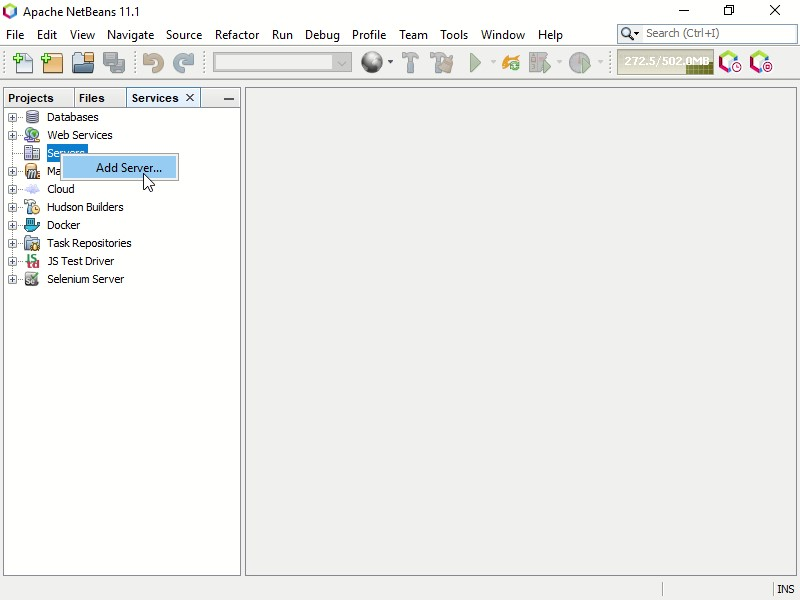 Apache NetBeans 11.1
File Edit View Navigate Source Refactor Run Debug Profile Team Tools Window Help
Search (Ctrl+I)
272.5/502.0MB
Projects Files Services
Databases
Web Services
Servers
Add Server...
Cloud
Hudson Builders
Docker
Task Repositories
JS Test Driver
Selenium Server
INS